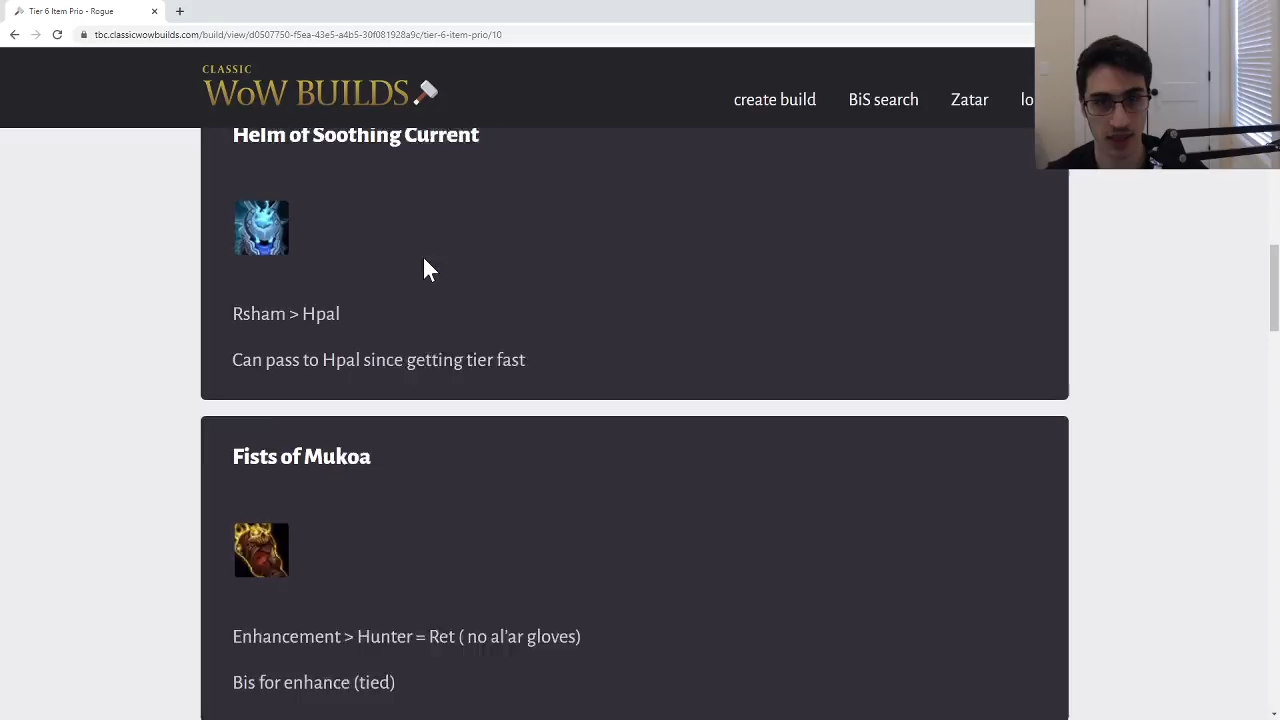 Tier 6 Item Prio - Rogue
tbc.classicwowbuilds.com/build/view/d0507750-f5ea-43e5-a4b5-30f081928a9c/tier-6-item-prio/10
CLASSIC
WoW BUILDS
create build BiS search Zatar lo
Helm of Soothing Current
Rsham > Hpal
Can pass to Hpal since getting tier fast
Fists of Mukoa
Enhancement > Hunter = Ret ( no al'ar gloves)
Bis for enhance (tied)